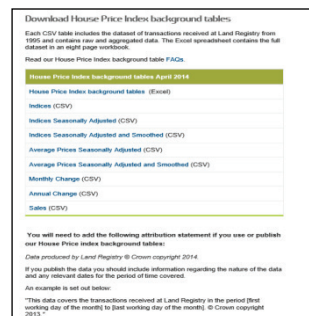 Download House Price Index background tables
Each CSV table includes the dataset of transactions received at Land Registry from
1995 and contains raw and aggregated data. The Excel spreadsheet contains the full
dataset in an eight page workbook.
Read our House Price Index background table FAQs.
House Price Index background tables April 2014
House Price Index background tables (Excel)
Indices (CSV)
Indices Seasonally Adjusted (CSV)
Indices Seasonally Adjusted and Smoothed (CSV)
Average Prices Seasonally Adjusted (CSV)
Average Prices Seasonally Adjusted and Smoothed (CSV)
Monthly Change (CSV)
Annual Change (CSV)
Sales (CSV)
You will need to add the following attribution statement if you use or publish
our House Price Index background tables:
Data produced by Land Registry © Crown copyright 2014.
If you publish the data you should include information regarding the nature of the data
and any relevant dates for the period of time covered.
An example is set out below:
"This data covers the transactions received at Land Registry in the period [first
working day of the month] to [last working day of the month]. © Crown copyright
2013."